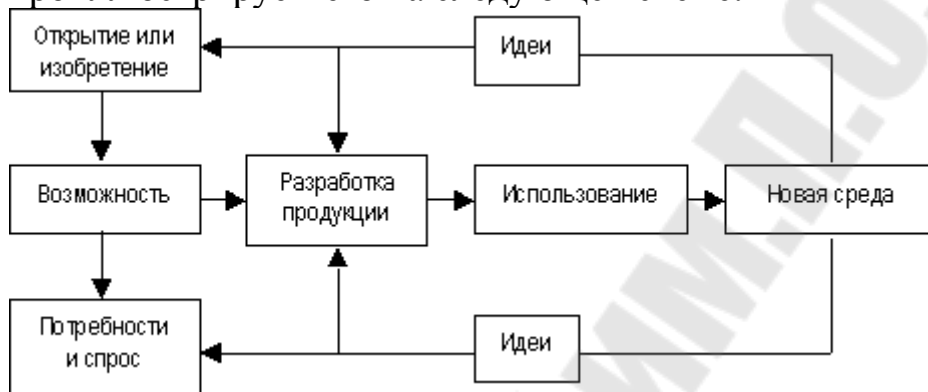 Открытие или
изобретение
Идеи
Возможность
Разработка
продукции
Использование
Новая среда
Потребности
и спрос
Идеи